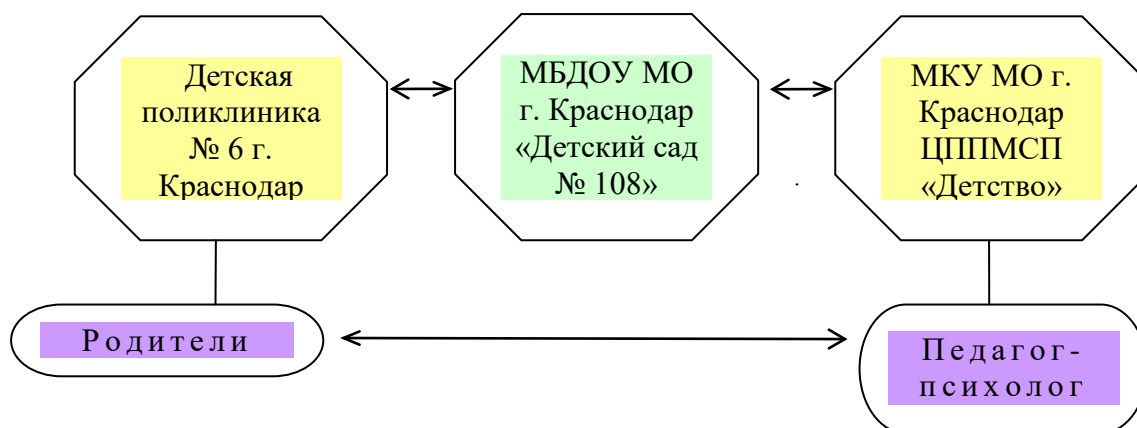 Детская
поликлиника
№ 6 г.
Краснодар
МБДОУ МО
г. Краснодар
«Детский сад
№ 108»
МКУ МО г.
Краснодар
ЦППМСП
«Детство»
Родители
Педагог-
психолог